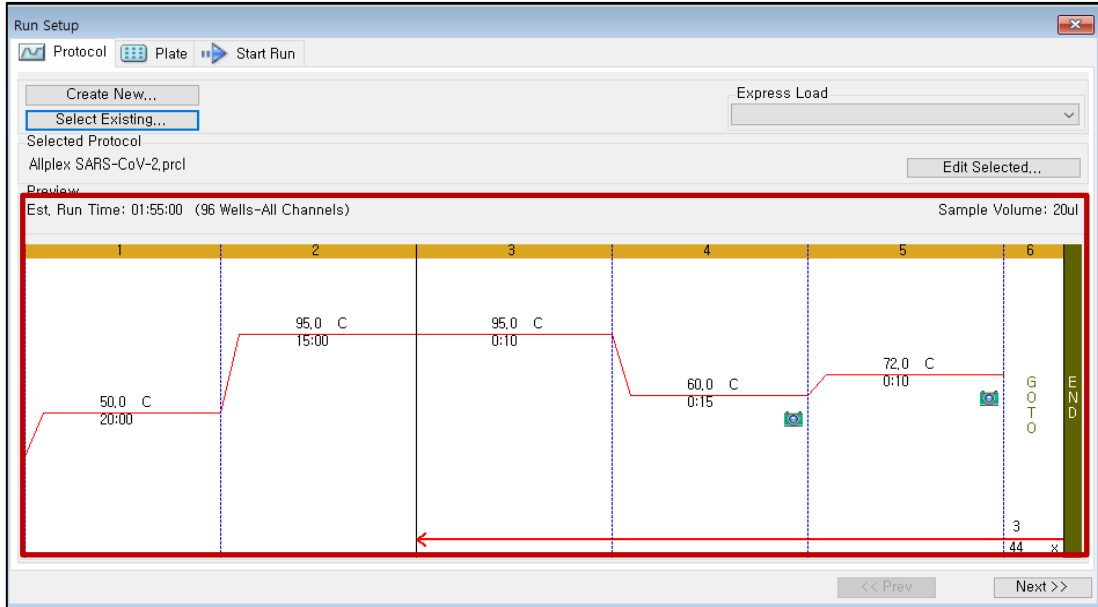 Run Setup
Protocol Plate Start Run
Create New...
Express Load
Select Existing...
Selected Protocol
Allplex SARS-CoV-2.prcl
Edit Selected...
Preview
Est. Run Time: 01:55:00 (96 Wells-All Channels) Sample Volume: 20ul
1 2 3 4 5 6
95.0 C
15:00
95.0 C
0:10
72.0 C
0:10
60.0 C
0:15
50.0 C
20:00
GOTO
END
3
44 x
<< Prev Next >>